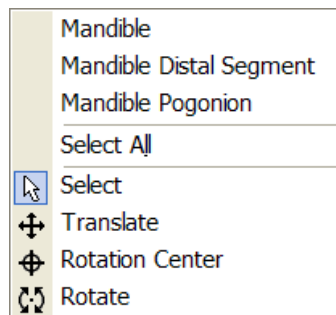 Mandible
Mandible Distal Segment
Mandible Pogonion
Select All
Select
Translate
Rotation Center
Rotate